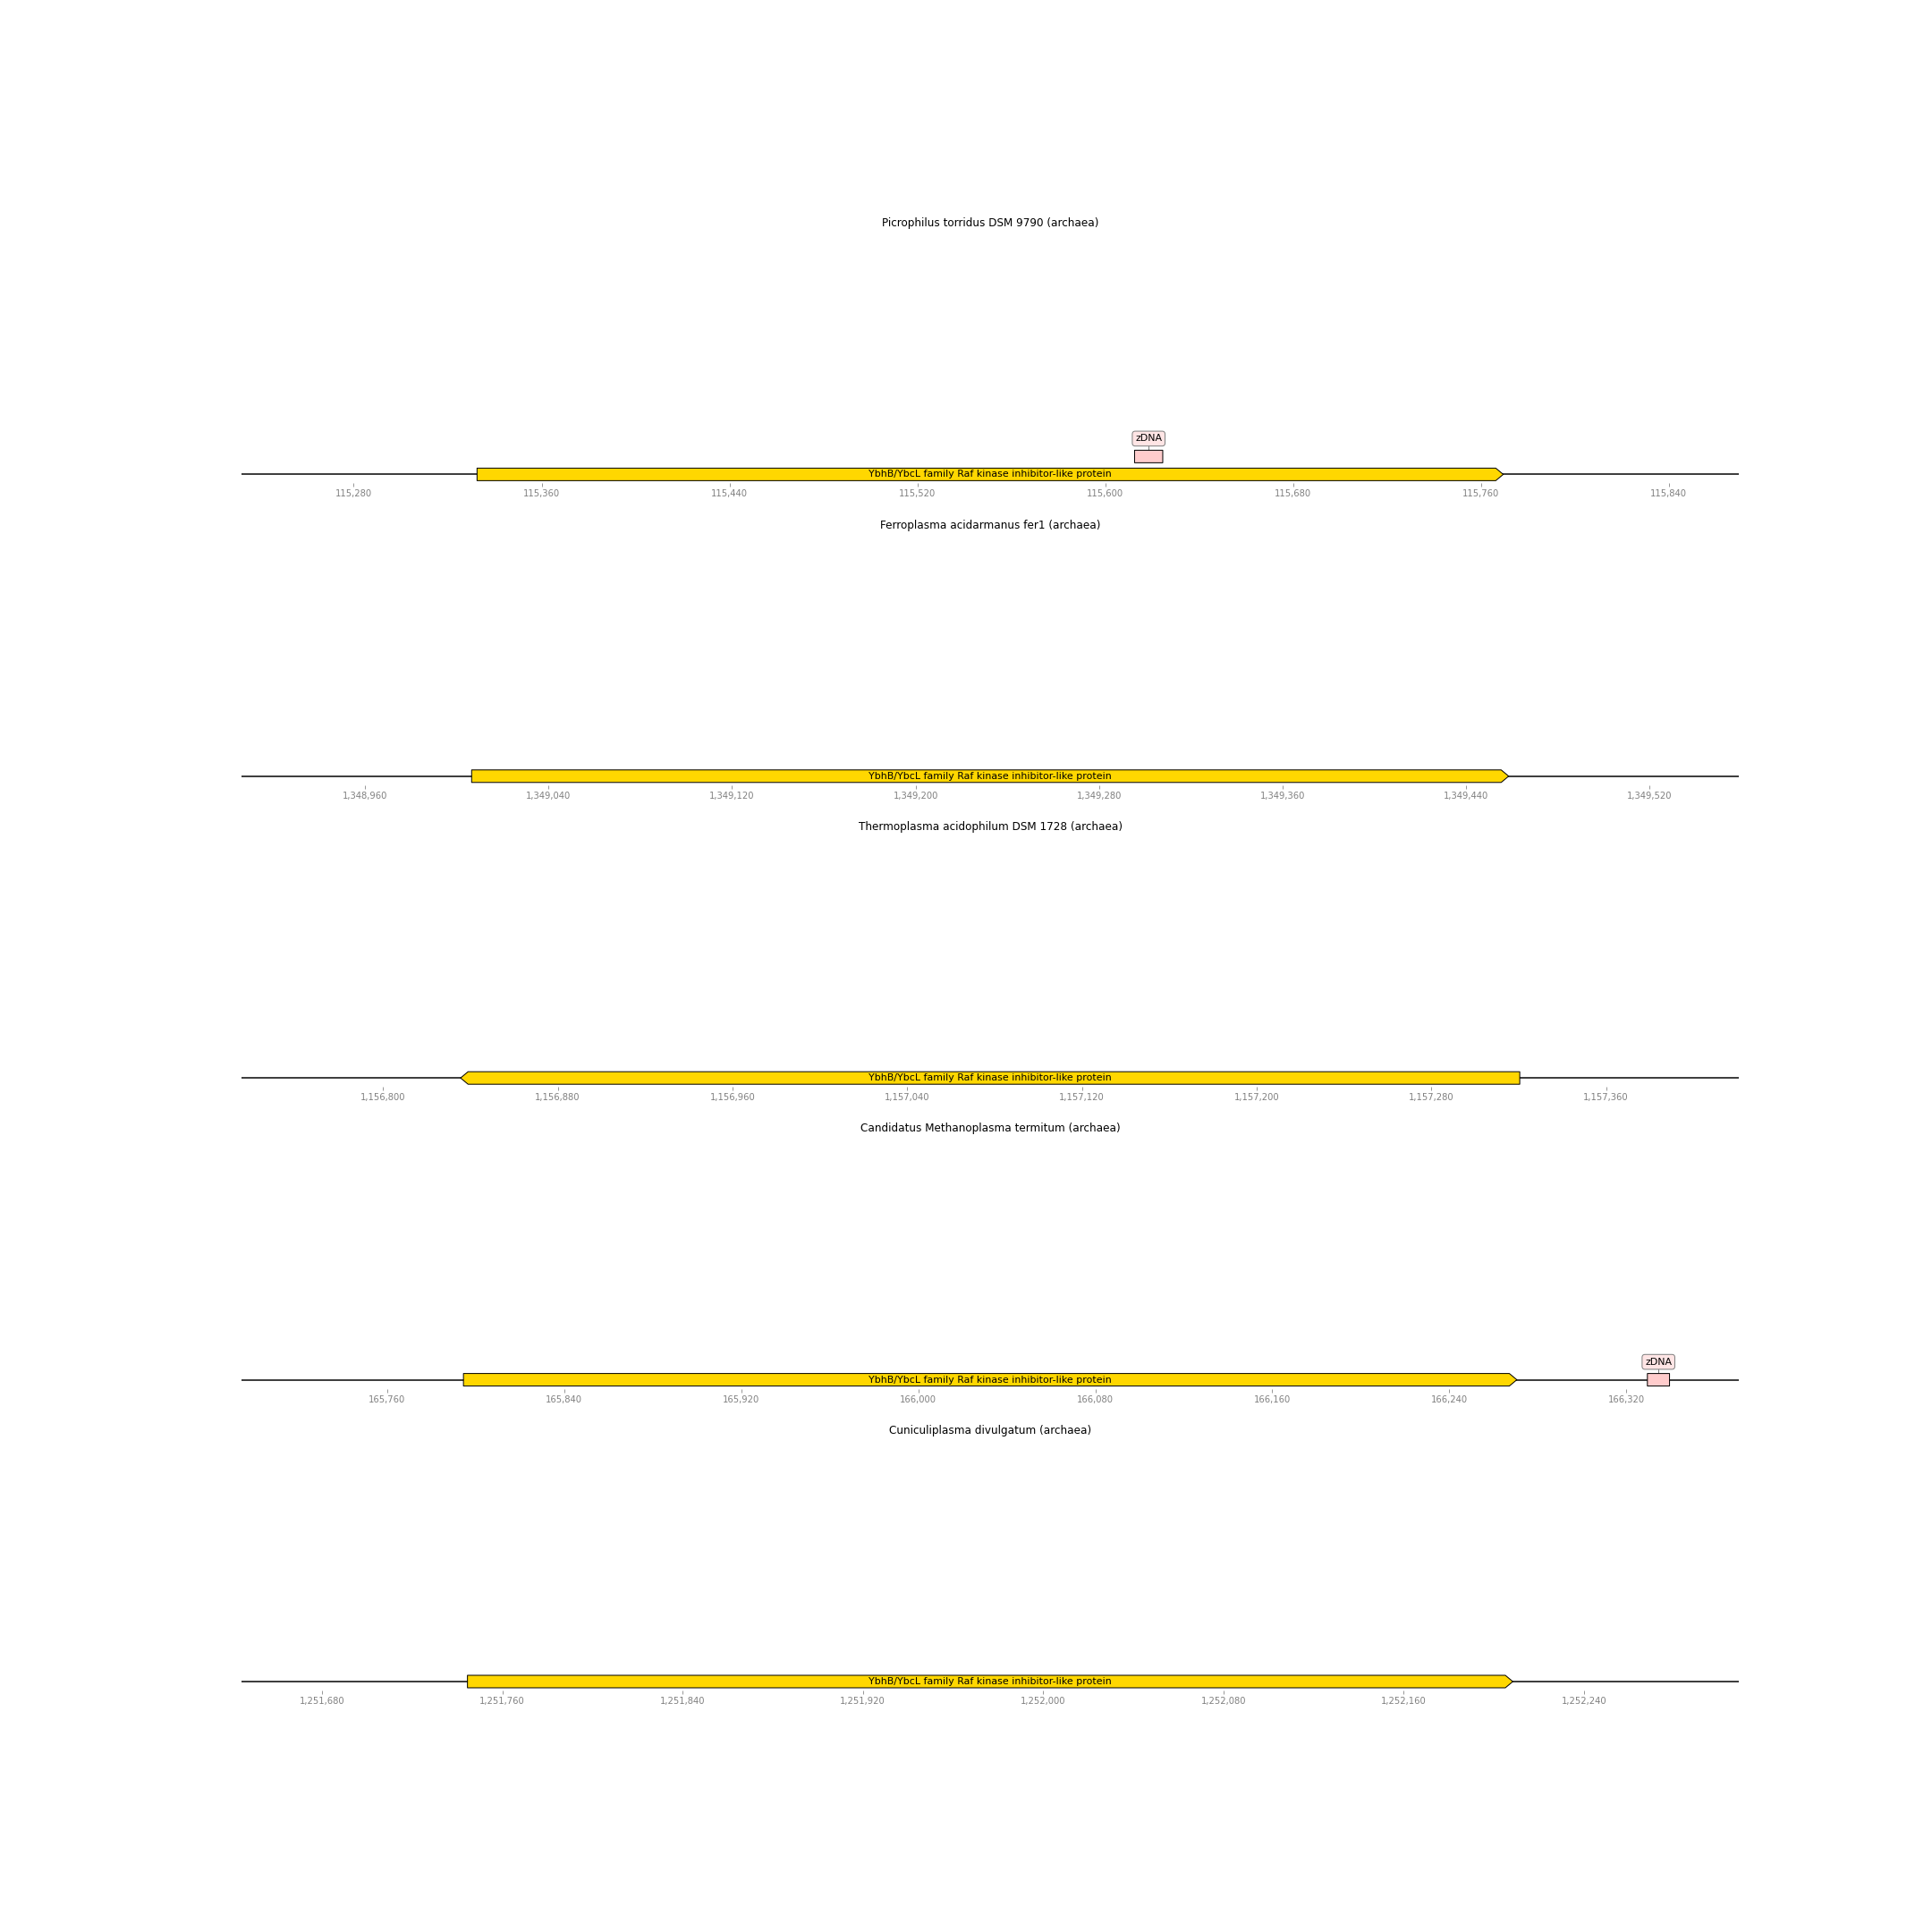 Picrophilus torridus DSM 9790 (archaea)
zDNA
YbhB/YbcL family Raf kinase inhibitor-like protein
115,280 115,360 115,440 115,520 115,600 115,680 115,760 115,840
Ferroplasma acidarmanus fer1 (archaea)
YbhB/YbcL family Raf kinase inhibitor-like protein
1,348,960 1,349,040 1,349,120 1,349,200 1,349,280 1,349,360 1,349,440 1,349,520
Thermoplasma acidophilum DSM 1728 (archaea)
YbhB/YbcL family Raf kinase inhibitor-like protein
1,156,800 1,156,880 1,156,960 1,157,040 1,157,120 1,157,200 1,157,280 1,157,360
Candidatus Methanoplasma termitum (archaea)
zDNA
YbhB/YbcL family Raf kinase inhibitor-like protein
165,760 165,840 165,920 166,000 166,080 166,160 166,240 166,320
Cuniculiplasma divulgatum (archaea)
YbhB/YbcL family Raf kinase inhibitor-like protein
1,251,680 1,251,760 1,251,840 1,251,920 1,252,000 1,252,080 1,252,160 1,252,240